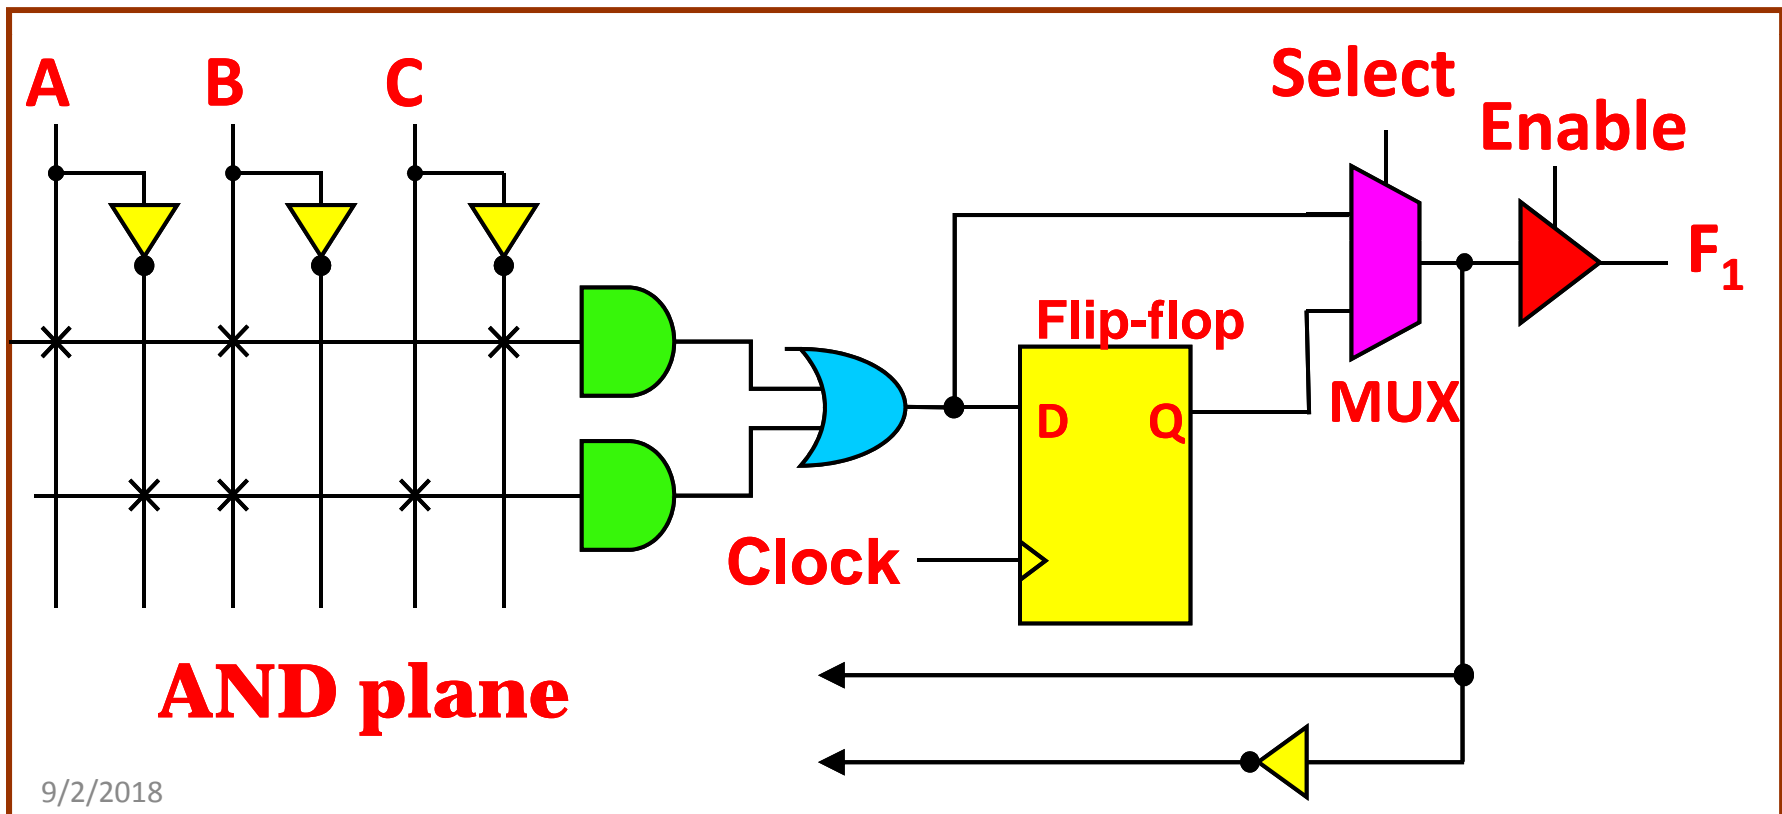 A B C
Select
Enable
F1
Flip-flop
MUX
D Q
Clock
AND plane
9/2/2018